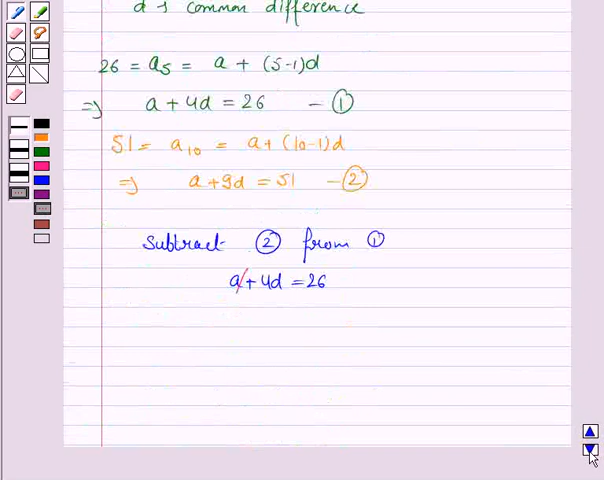 d → common difference
26 = a₅ = a + (5-1)d
⇒ a + 4d = 26 - ①
51 = a₁₀ = a + (10-1)d
⇒ a + 9d = 51 - ②
Subtract ② from ①
a + 4d = 26